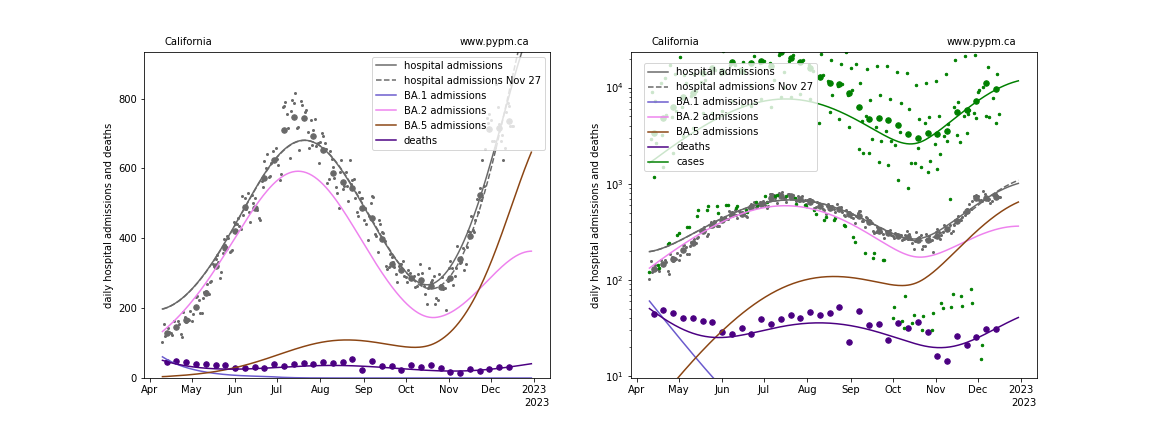 California www.pypm.ca
daily hospital admissions and deaths
800
600
400
200
0
hospital admissions
hospital admissions Nov 27
BA.1 admissions
BA.2 admissions
BA.5 admissions
deaths
Apr May Jun Jul Aug Sep Oct Nov Dec 2023
2023
California www.pypm.ca
daily hospital admissions and deaths
10⁴
10³
10²
10¹
hospital admissions
hospital admissions Nov 27
BA.1 admissions
BA.2 admissions
BA.5 admissions
deaths
cases
Apr May Jun Jul Aug Sep Oct Nov Dec 2023
2023